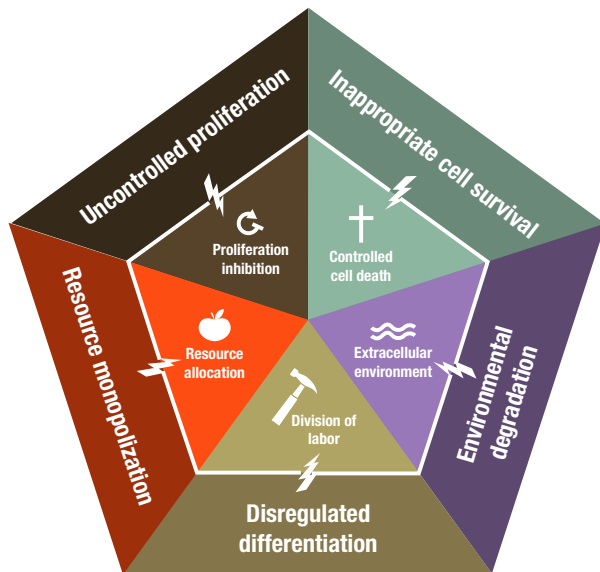 Uncontrolled proliferation
Inappropriate cell survival
Proliferation
inhibition
Controlled
cell death
Resource monopolization
Resource
allocation
Extracellular
environment
Environmental
degradation
Division of
labor
Disregulated
differentiation